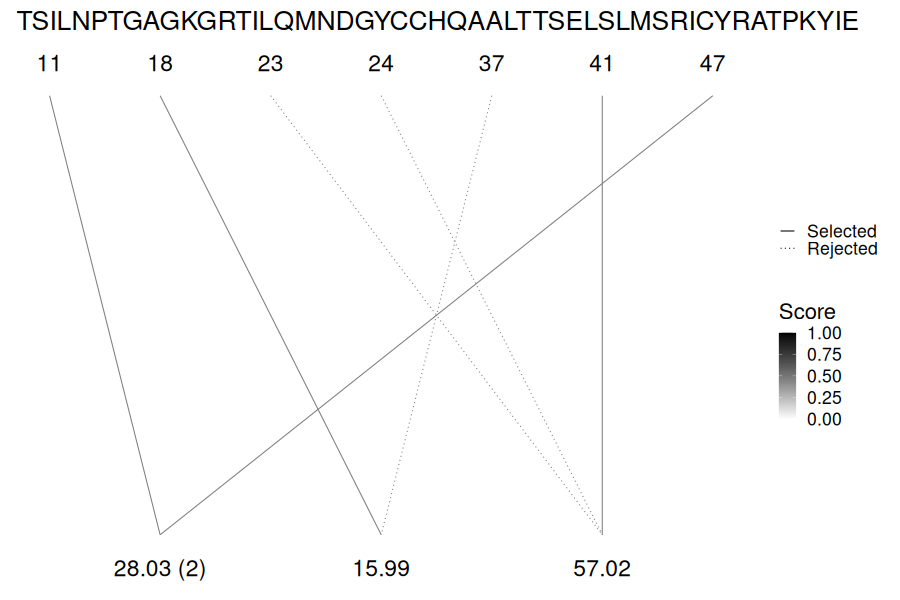 TSILNPTGAGKGRTILQMNDGYCCHQAALTTSELSLMSRICYRATPKYIE
11 18 23 24 37 41 47
Selected
Rejected
Score
1.00
0.75
0.50
0.25
0.00
28.03 (2) 15.99 57.02